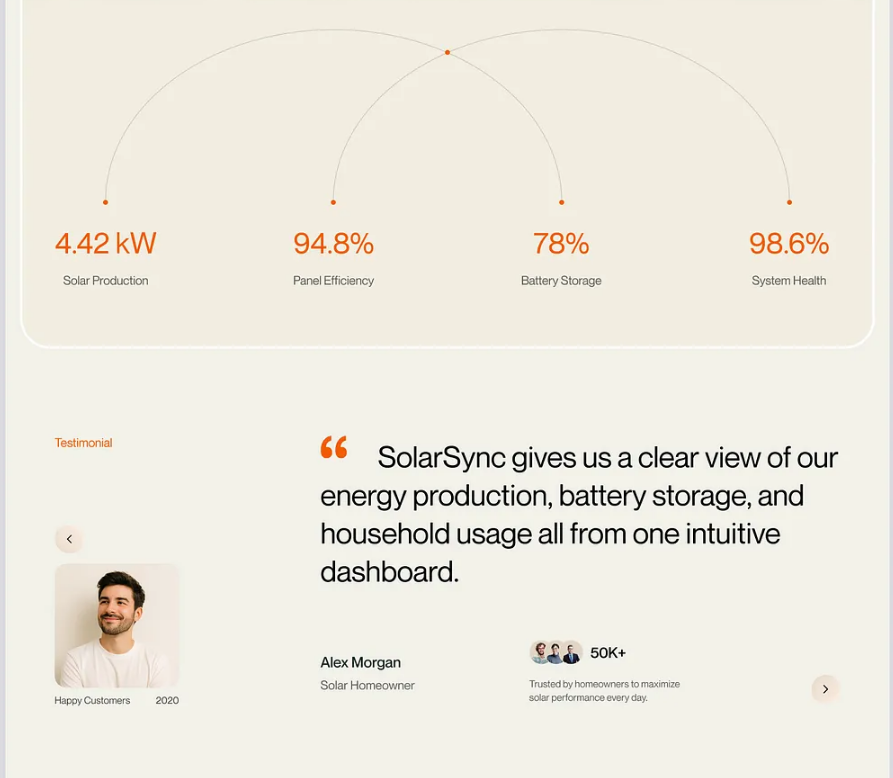 4.42 kW
94.8%
78%
98.6%
Solar Production
Panel Efficiency
Battery Storage
System Health
Testimonial
“ SolarSync gives us a clear view of our
energy production, battery storage, and
household usage all from one intuitive
dashboard.
Alex Morgan
Solar Homeowner
50K+
Trusted by homeowners to maximize
solar performance every day.
Happy Customers 2020